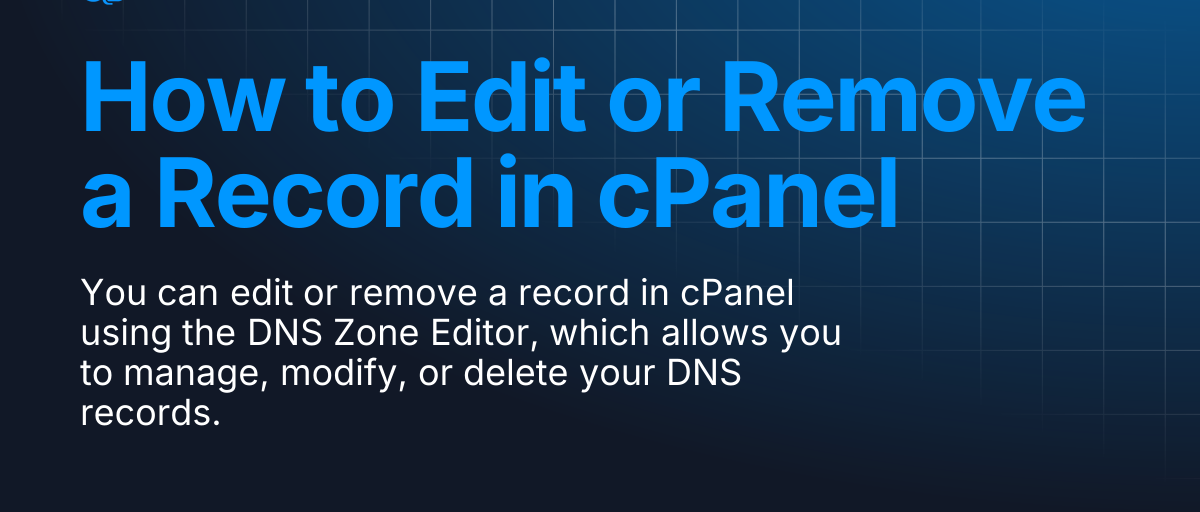 How to Edit or Remove
a Record in cPanel
You can edit or remove a record in cPanel
using the DNS Zone Editor, which allows you
to manage, modify, or delete your DNS
records.